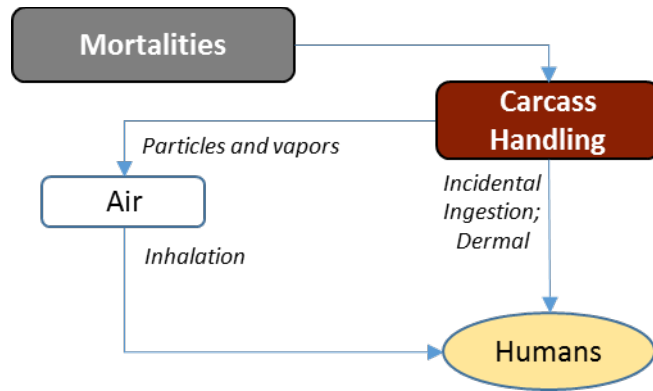 Mortalities
Carcass
Handling
Particles and vapors
Incidental
Ingestion;
Dermal
Air
Inhalation
Humans